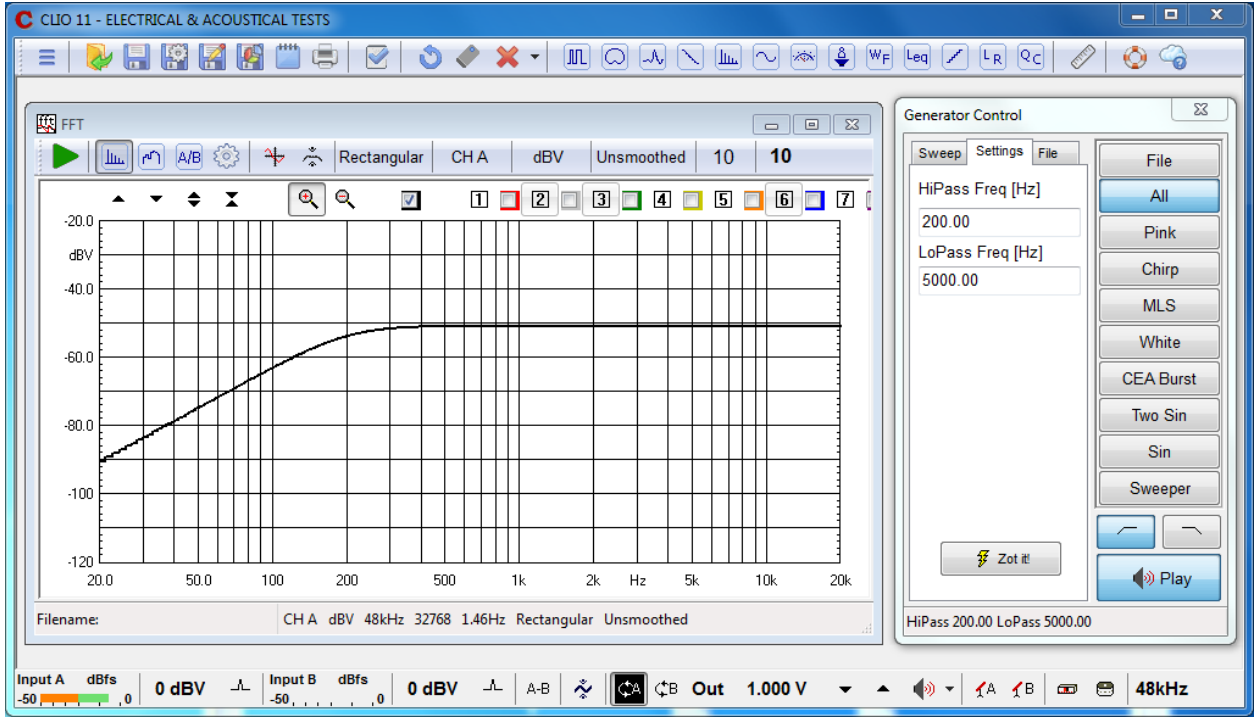 CLIO 11 - ELECTRICAL & ACOUSTICAL TESTS
WF Leq LR QC
FFT
A/B Rectangular CH A dBV Unsmoothed 10 10
1 2 3 4 5 6 7
-20.0
dBV
-40.0
-60.0
-80.0
-100
-120
20.0 50.0 100 200 500 1k 2k Hz 5k 10k 20k
Filename: CH A dBV 48kHz 32768 1.46Hz Rectangular Unsmoothed
Generator Control
Sweep Settings File
HiPass Freq [Hz]
200.00
LoPass Freq [Hz]
5000.00
Zot it!
File
All
Pink
Chirp
MLS
White
CEA Burst
Two Sin
Sin
Sweeper
Play
HiPass 200.00 LoPass 5000.00
Input A dBfs
-50 0
0 dBV
Input B dBfs
-50 0
0 dBV
A-B A B Out 1.000 V A B 48kHz